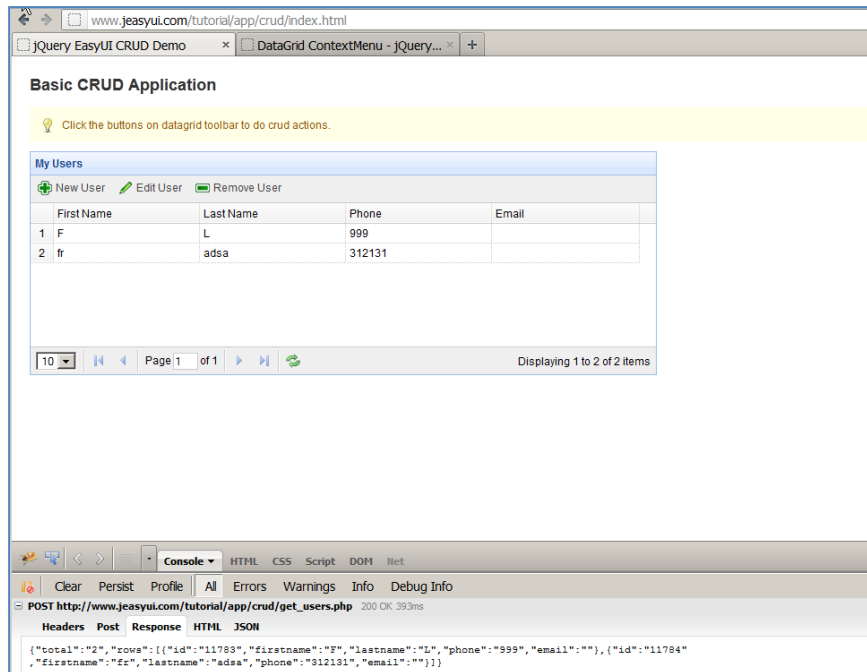 www.jeasyui.com/tutorial/app/crud/index.html
jQuery EasyUI CRUD Demo × DataGrid ContextMenu - jQuery... × +
Basic CRUD Application
Click the buttons on datagrid toolbar to do crud actions.
My Users
New User Edit User Remove User
First Name Last Name Phone Email
1 F L 999
2 fr adsa 312131
10 Page 1 of 1 Displaying 1 to 2 of 2 items
Console HTML CSS Script DOM Net
Clear Persist Profile All Errors Warnings Info Debug Info
POST http://www.jeasyui.com/tutorial/app/crud/get_users.php 200 OK 393ms
Headers Post Response HTML JSON
{"total":"2","rows":[{"id":"11783","firstname":"F","lastname":"L","phone":"999","email":""},{"id":"11784"
,"firstname":"fr","lastname":"adsa","phone":"312131","email":""}]}